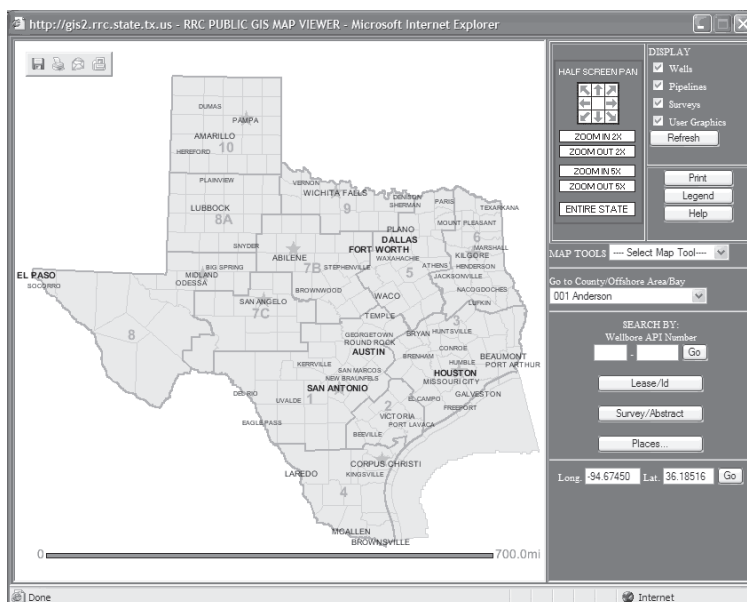 http://gis2.rrc.state.tx.us - RRC PUBLIC GIS MAP VIEWER - Microsoft Internet Explorer
DUMAS
PAMPA
AMARILLO
HEREFORD 10
PLAINVIEW
LUBBOCK
8A
SNYDER
VERNON
WICHITA FALLS
9
DENISON
SHERMAN
PARIS
TEXARKANA
MOUNT PLEASANT
PLANO
DALLAS
FORT WORTH
WAXAHACHIE
6
MARSHALL
KILGORE
HENDERSON
ATHENS
JACKSONVILLE
NACOGDOCHES
LUFKIN
ABILENE
7B STEPHENVILLE
5
EL PASO
SOCORRO
BIG SPRING
MIDLAND
ODESSA
BROWNWOOD
WACO
SAN ANGELO
7C
8
TEMPLE
3
GEORGETOWN
ROUND ROCK
AUSTIN
BRYAN HUNTSVILLE
CONROE
BRENHAM
HUMBLE
BEAUMONT
PORT ARTHUR
KERRVILLE
SAN MARCOS
NEW BRAUNFELS
SAN ANTONIO
HOUSTON
MISSOURI CITY
DEL RIO
UVALDE 1
EL CAMPO
GALVESTON
FREEPORT
2
VICTORIA
PORT LAVACA
EAGLE PASS
BEEVILLE
CORPUS CHRISTI
LAREDO
KINGSVILLE
4
MCALLEN
BROWNSVILLE
0 700.0mi
HALF SCREEN PAN
ZOOM IN 2X
ZOOM OUT 2X
ZOOM IN 5X
ZOOM OUT 5X
ENTIRE STATE
DISPLAY
Wells
Pipelines
Surveys
User Graphics
Refresh
Print
Legend
Help
MAP TOOLS ---- Select Map Tool----
Go to County/Offshore Area/Bay
001 Anderson
SEARCH BY:
Wellbore API Number
- Go
Lease/Id
Survey/Abstract
Places...
Long. -94.67450 Lat. 36.18516 Go
Done Internet